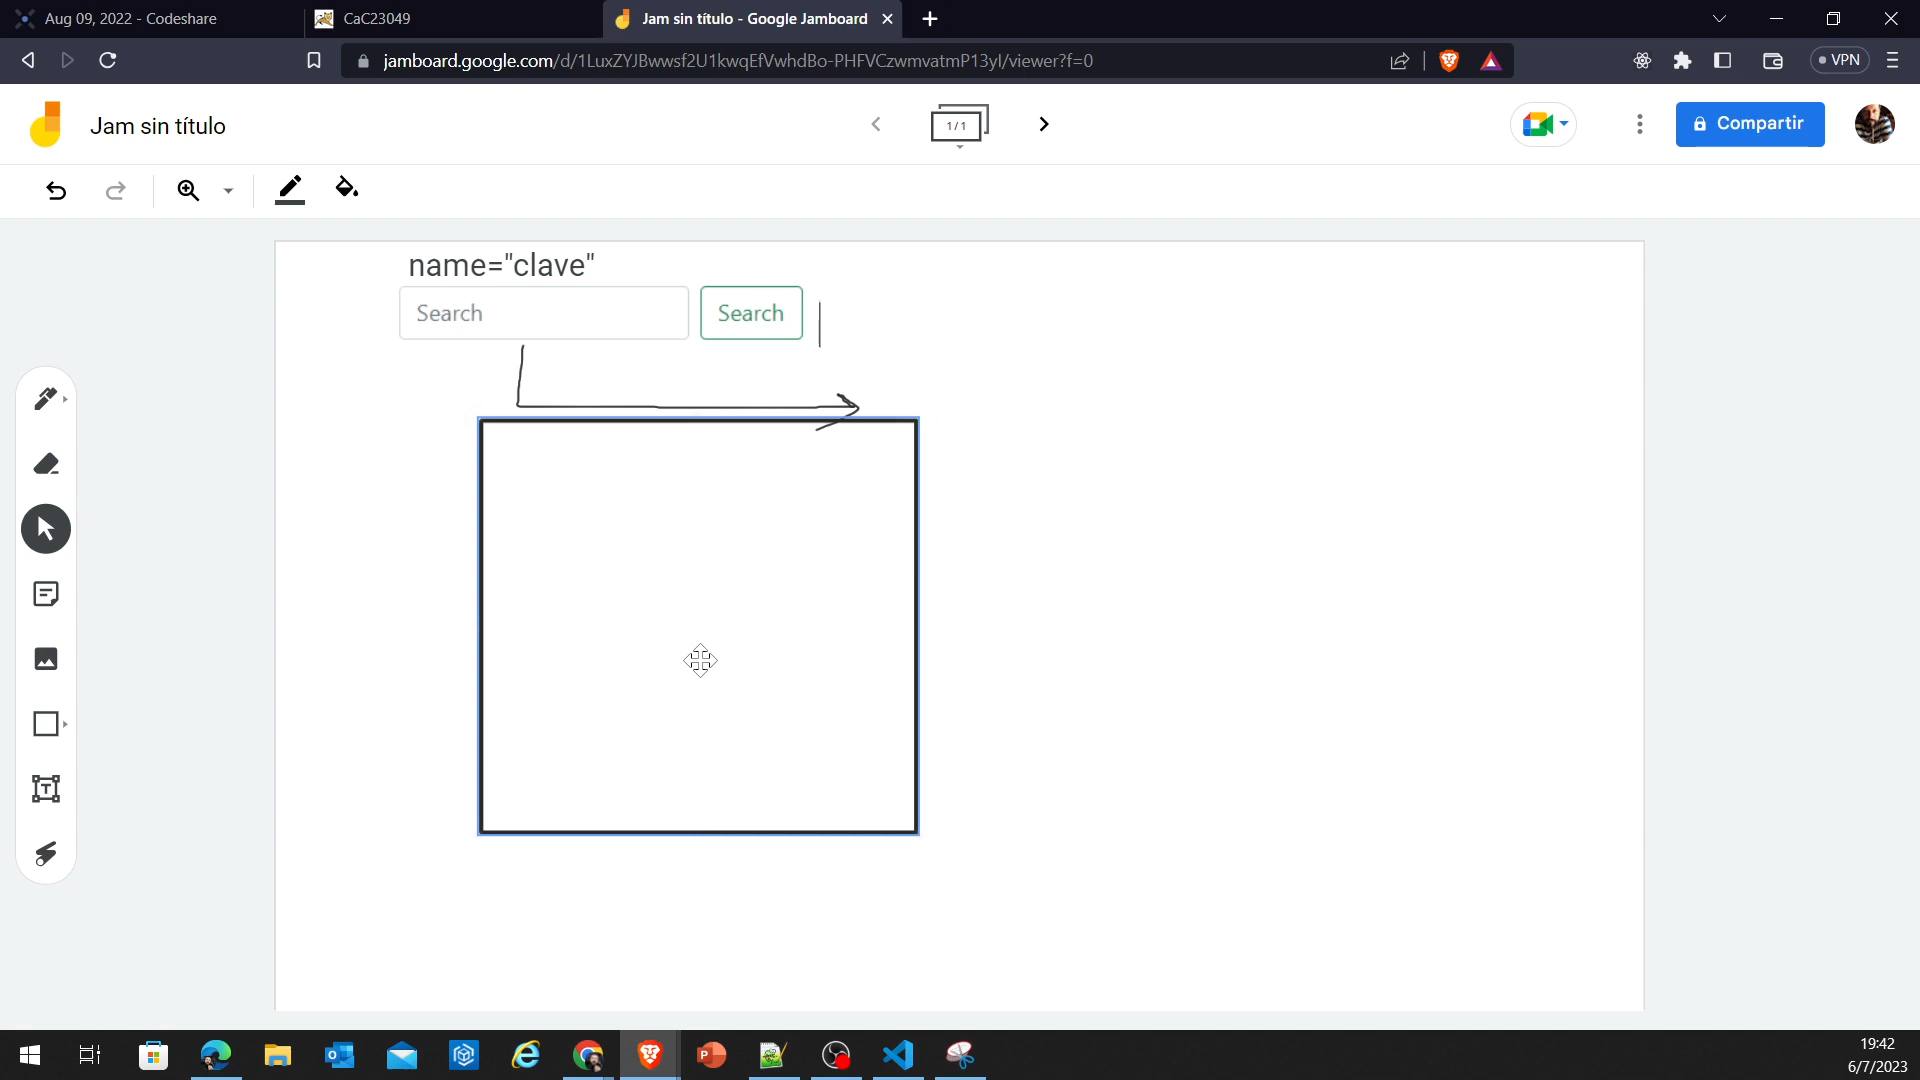 Aug 09, 2022 - Codeshare
CaC23049
Jam sin título - Google Jamboard
jamboard.google.com/d/1LuxZYJBwwsf2U1kwqEfVwhdBo-PHFVCzwmvatmP13yI/viewer?f=0
VPN
Jam sin título
1 / 1
Compartir
name="clave"
Search
Search
19:42
6/7/2023